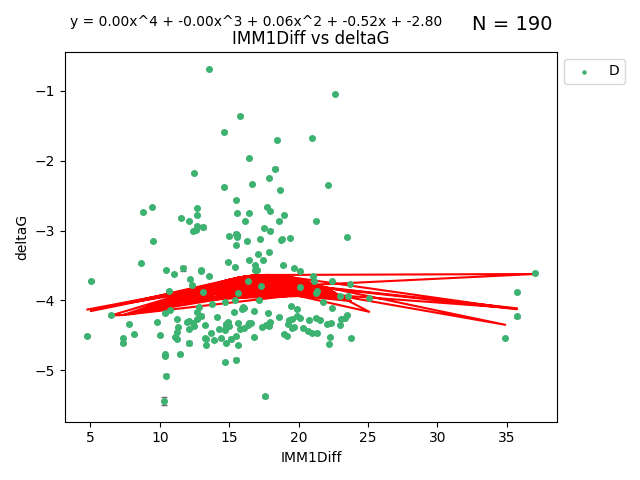 y = 0.00x^4 + -0.00x^3 + 0.06x^2 + -0.52x + -2.80
N = 190
IMM1Diff vs deltaG
D
deltaG
−1
−2
−3
−4
−5
5 10 15 20 25 30 35
IMM1Diff